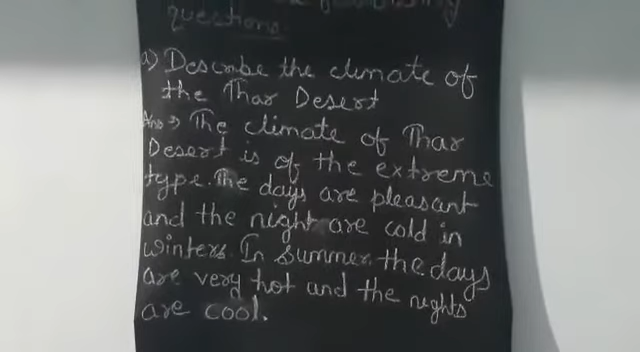 questions
a) Describe the climate of
the Thar Desert
Ans → The climate of Thar
Desert is of the extreme
type. The days are pleasant
and the night are cold in
winters. In summer. the days
are very hot and the nights
are cool.